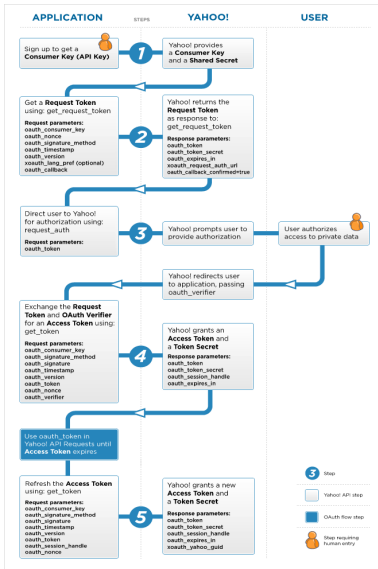 APPLICATION
STEPS
YAHOO!
USER
Sign up to get a
Consumer Key (API Key)
1
Yahoo! provides
a Consumer Key
and a Shared Secret
Get a Request Token
using: get_request_token
Request parameters:
oauth_consumer_key
oauth_nonce
oauth_signature_method
oauth_timestamp
oauth_version
xoauth_lang_pref (optional)
oauth_callback
2
Yahoo! returns the
Request Token
as response to:
get_request_token
Response parameters:
oauth_token
oauth_token_secret
oauth_expires_in
xoauth_request_auth_url
oauth_callback_confirmed=true
Direct user to Yahoo!
for authorization using:
request_auth
Request parameters:
oauth_token
3
Yahoo! prompts user to
provide authorization
User authorizes
access to private data
Yahoo! redirects user
to application, passing
oauth_verifier
Exchange the Request
Token and OAuth Verifier
for an Access Token using:
get_token
Request parameters:
oauth_consumer_key
oauth_signature_method
oauth_signature
oauth_timestamp
oauth_version
oauth_token
oauth_nonce
oauth_verifier
4
Yahoo! grants an
Access Token and
a Token Secret
Response parameters:
oauth_token
oauth_token_secret
oauth_session_handle
oauth_expires_in
Use oauth_token in
Yahoo! API Requests until
Access Token expires
Refresh the Access Token
using: get_token
Request parameters:
oauth_consumer_key
oauth_signature_method
oauth_signature
oauth_timestamp
oauth_version
oauth_token
oauth_session_handle
oauth_nonce
5
Yahoo! grants a new
Access Token and
a Token Secret
Response parameters:
oauth_token
oauth_token_secret
oauth_session_handle
oauth_expires_in
xoauth_yahoo_guid
3 Step
Yahoo! API step
OAuth flow step
Step requiring
human entry